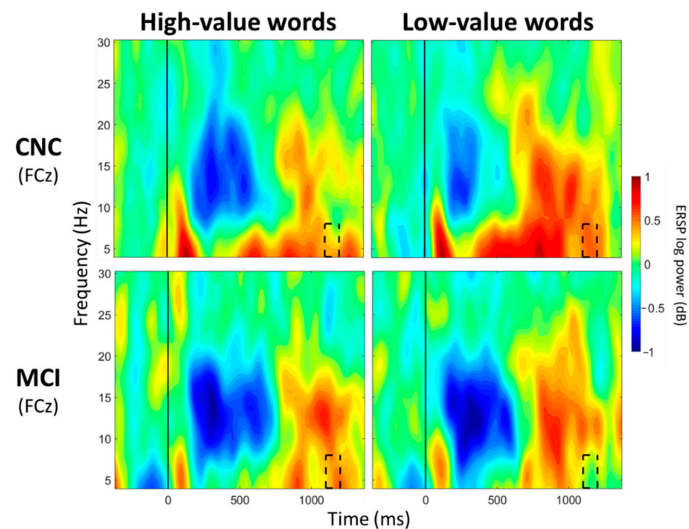 High-value words
Low-value words
30
25
20
15
10
5
CNC
(FCz)
30
25
20
15
10
5
MCI
(FCz)
Frequency (Hz)
0
500
1000
0
500
1000
Time (ms)
1
0.5
0
−0.5
−1
ERSP log power (dB)